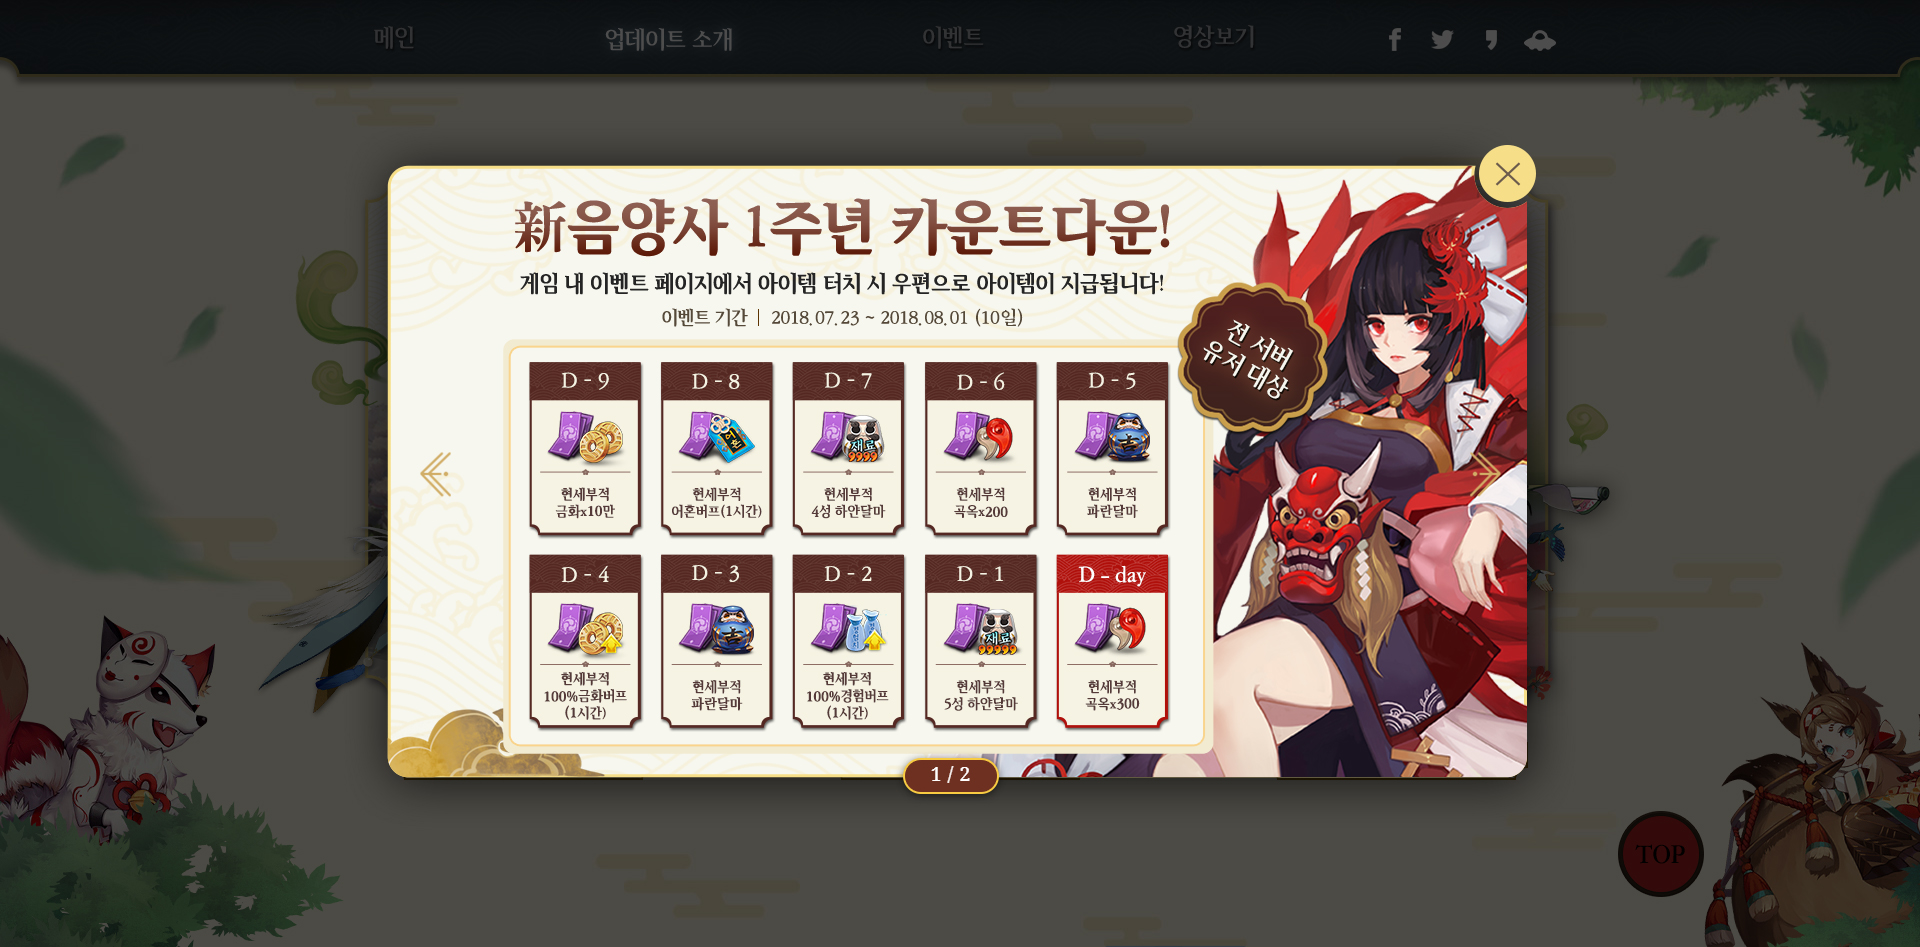 메인
업데이트 소개
이벤트
영상보기
新음양사 1주년 카운트다운!
게임 내 이벤트 페이지에서 아이템 터치 시 우편으로 아이템이 지급됩니다!
이벤트 기간 | 2018.07.23 ~ 2018.08.01 (10일)
전 서버
유저 대상
D - 9
현세부적
금화x10만
D - 8
어혼
현세부적
어혼버프(1시간)
D - 7
재료
9999
현세부적
4성 하얀달마
D - 6
현세부적
곡옥x200
D - 5
현세부적
파란달마
D - 4
현세부적
100%금화버프
(1시간)
D - 3
현세부적
파란달마
D - 2
현세부적
100%경험버프
(1시간)
D - 1
재료
99999
현세부적
5성 하얀달마
D - day
현세부적
곡옥x300
1 / 2
TOP